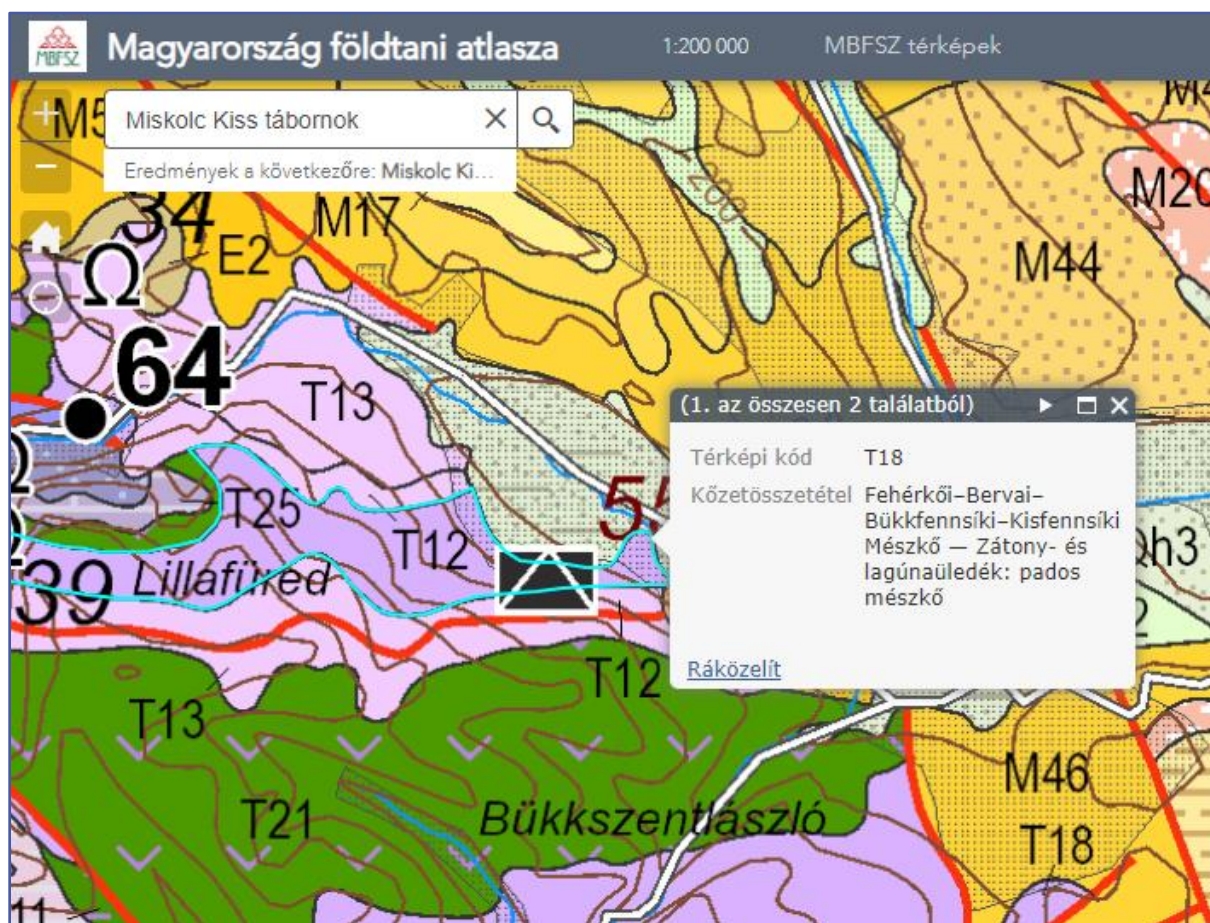 MBFSZ
Magyarország földtani atlasza
1:200 000
MBFSZ térképek
M5
Miskolc Kiss tábornok
Eredmények a következőre: Miskolc Ki...
34
E2
M17
200
M20
M44
Ω
64
T13
(1. az összesen 2 találatból)
Térképi kód
T18
Kőzetösszetétel
Fehérkői–Bervai–
Bükkfennsíki–Kisfennsíki
Mészkő — Zátony- és
lagúnaüledék: pados
mészkő
Ráközelít
T25
T12
39
Lillafüred
Qh3
T12
T13
T21
Bükkszentlászló
M46
T18
11